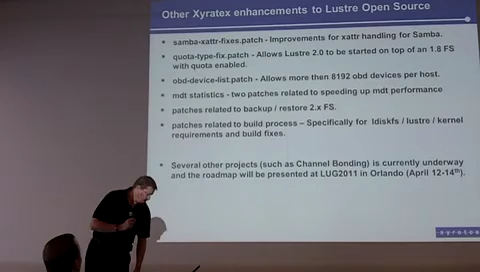 Other Xyratex enhancements to Lustre Open Source
samba-xattr-fixes.patch - Improvements for xattr handling for Samba.
quota-type-fix.patch - Allows Lustre 2.0 to be started on top of an 1.8 FS
with quota enabled.
obd-device-list.patch - Allows more then 8192 obd devices per host.
mdt statistics - two patches related to speeding up mdt performance
patches related to backup / restore 2.x FS.
patches related to build process – Specifically for ldiskfs / lustre / kernel
requirements and build fixes.
Several other projects (such as Channel Bonding) is currently underway
and the roadmap will be presented at LUG2011 in Orlando (April 12-14th).
xyratex